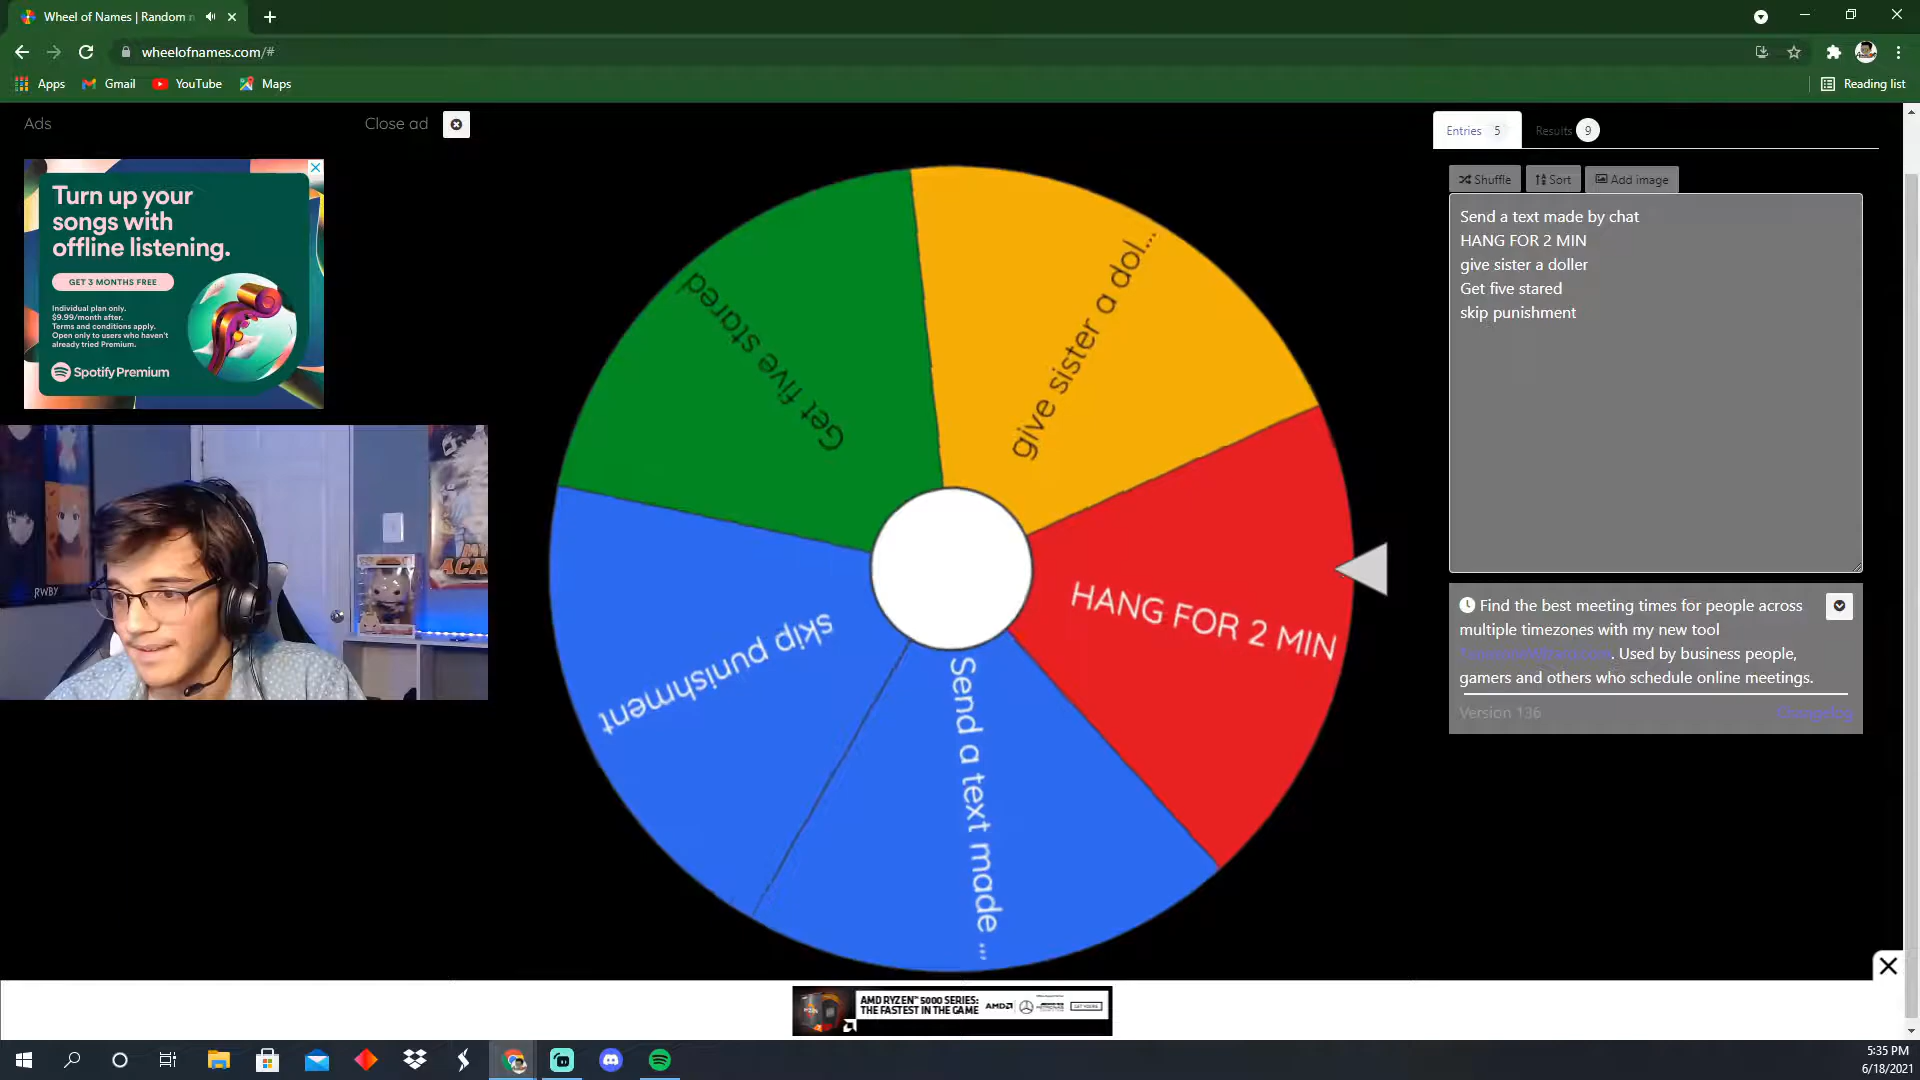 Wheel of Names | Random n
wheelofnames.com/#
Apps
Gmail
YouTube
Maps
Reading list
Ads
Close ad
Turn up your
songs with
offline listening.
GET 3 MONTHS FREE
Individual plan only.
$9.99/month after.
Terms and conditions apply.
Open only to users who haven't
already tried Premium.
Spotify Premium
RWBY
MY
ACA
Get five stared
give sister a dol...
HANG FOR 2 MIN
Send a text made ...
skip punishment
Entries 5
Results 9
Shuffle
Sort
Add image
Send a text made by chat
HANG FOR 2 MIN
give sister a doller
Get five stared
skip punishment
Find the best meeting times for people across
multiple timezones with my new tool
. Used by business people,
gamers and others who schedule online meetings.
Version 136
Changelog
AMD RYZEN™ 5000 SERIES:
THE FASTEST IN THE GAME
AMD
5:35 PM
6/18/2021